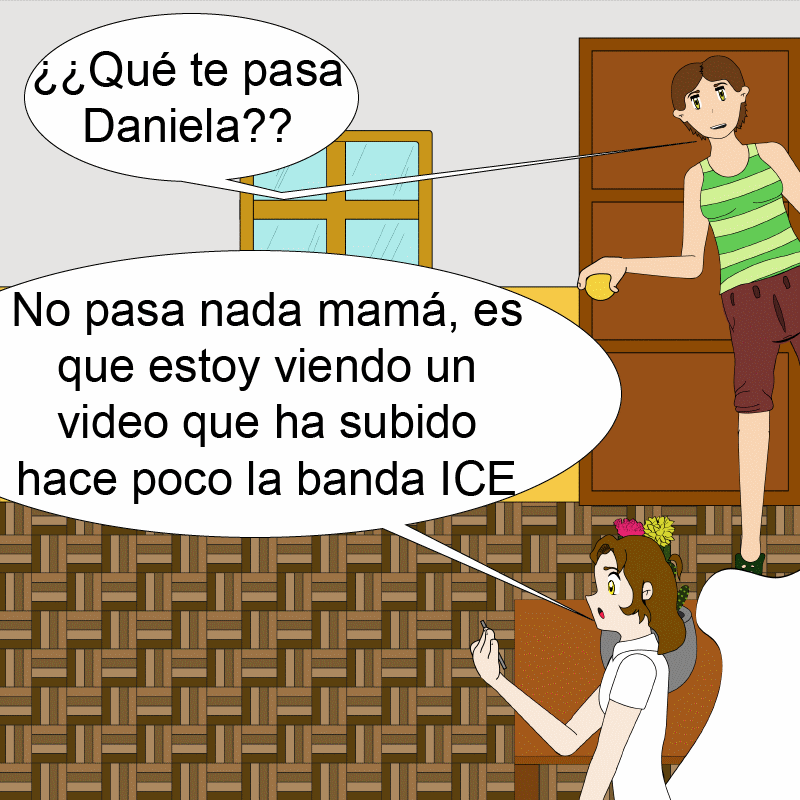 ¿¿Qué te pasa
Daniela??
No pasa nada mamá, es
que estoy viendo un
video que ha subido
hace poco la banda ICE